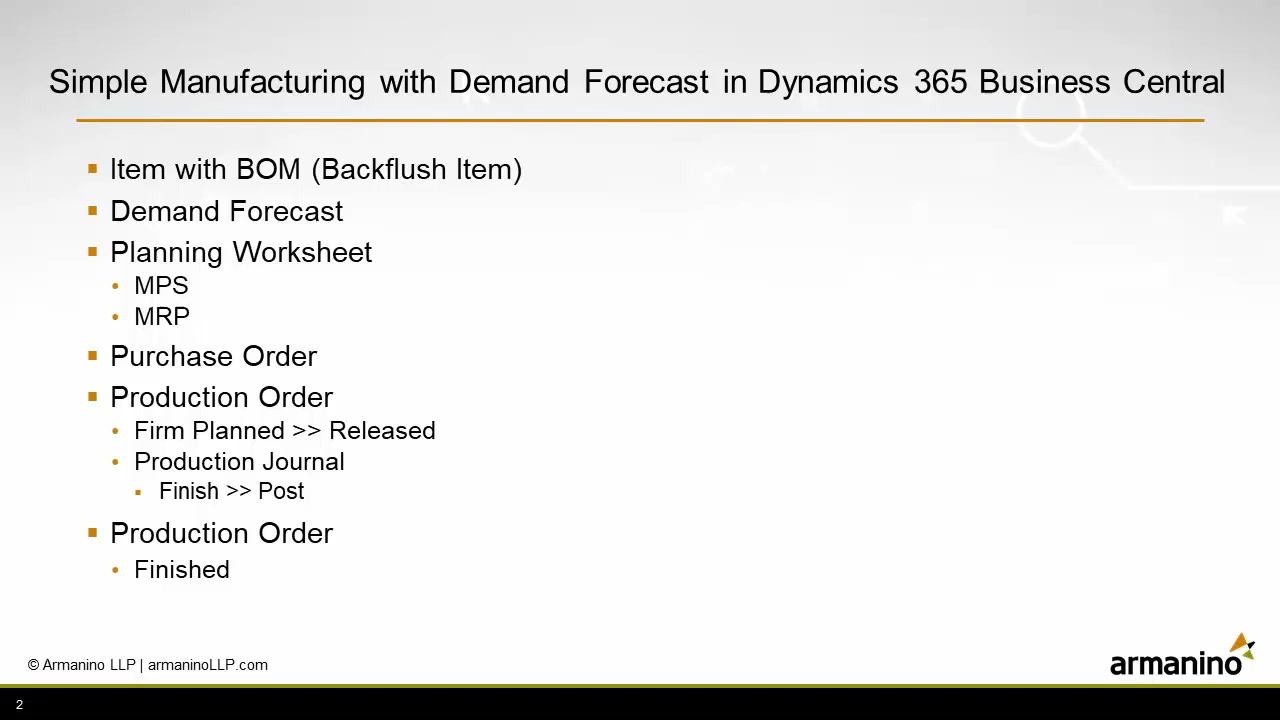 Simple Manufacturing with Demand Forecast in Dynamics 365 Business Central
▪ Item with BOM (Backflush Item)
▪ Demand Forecast
▪ Planning Worksheet
• MPS
• MRP
▪ Purchase Order
▪ Production Order
• Firm Planned >> Released
• Production Journal
▪ Finish >> Post
▪ Production Order
• Finished
© Armanino LLP | armaninoLLP.com
armanino
2